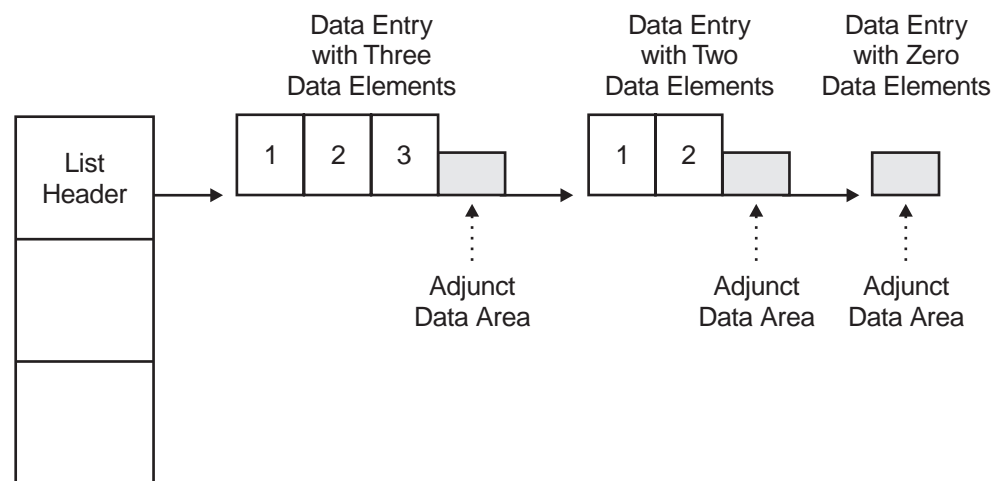 Data Entry
with Three
Data Elements
Data Entry
with Two
Data Elements
Data Entry
with Zero
Data Elements
List
Header
1
2
3
1
2
Adjunct
Data Area
Adjunct
Data Area
Adjunct
Data Area